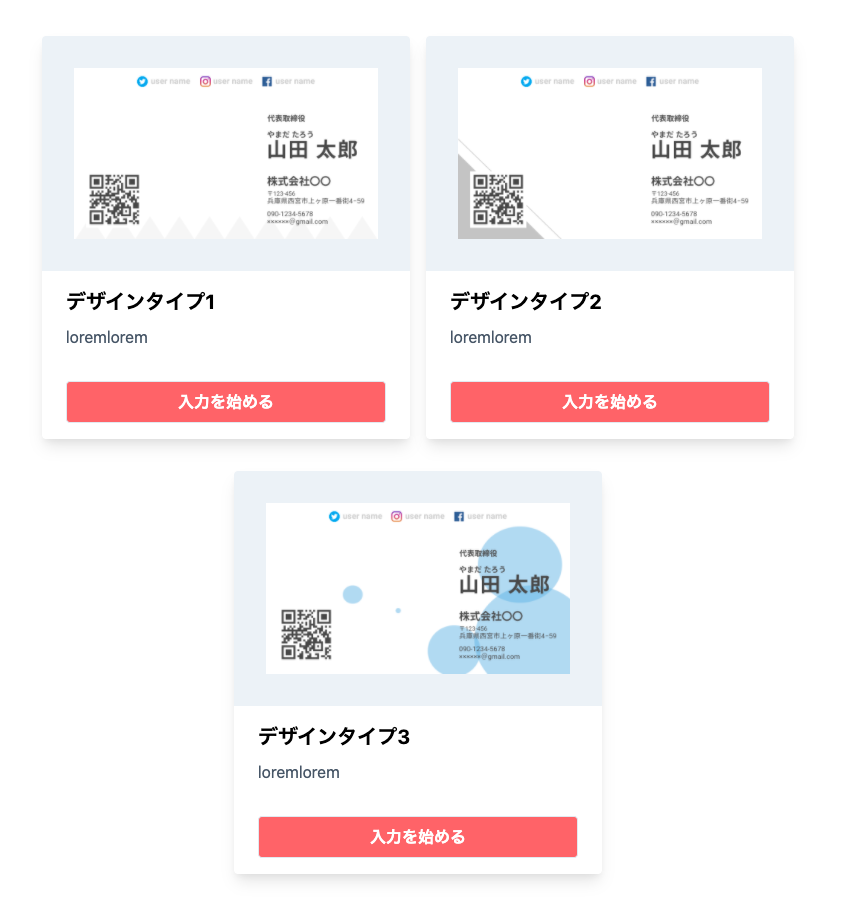 user name user name user name
代表取締役
やまだ たろう
山田 太郎
株式会社〇〇
〒123-456
兵庫県西宮市上ヶ原一番街4-59
090-1234-5678
××××××@gmail.com
デザインタイプ1
loremlorem
入力を始める
user name user name user name
代表取締役
やまだ たろう
山田 太郎
株式会社〇〇
〒123-456
兵庫県西宮市上ヶ原一番街4-59
090-1234-5678
××××××@gmail.com
デザインタイプ2
loremlorem
入力を始める
user name user name user name
代表取締役
やまだ たろう
山田 太郎
株式会社〇〇
〒123-456
兵庫県西宮市上ヶ原一番街4-59
090-1234-5678
××××××@gmail.com
デザインタイプ3
loremlorem
入力を始める